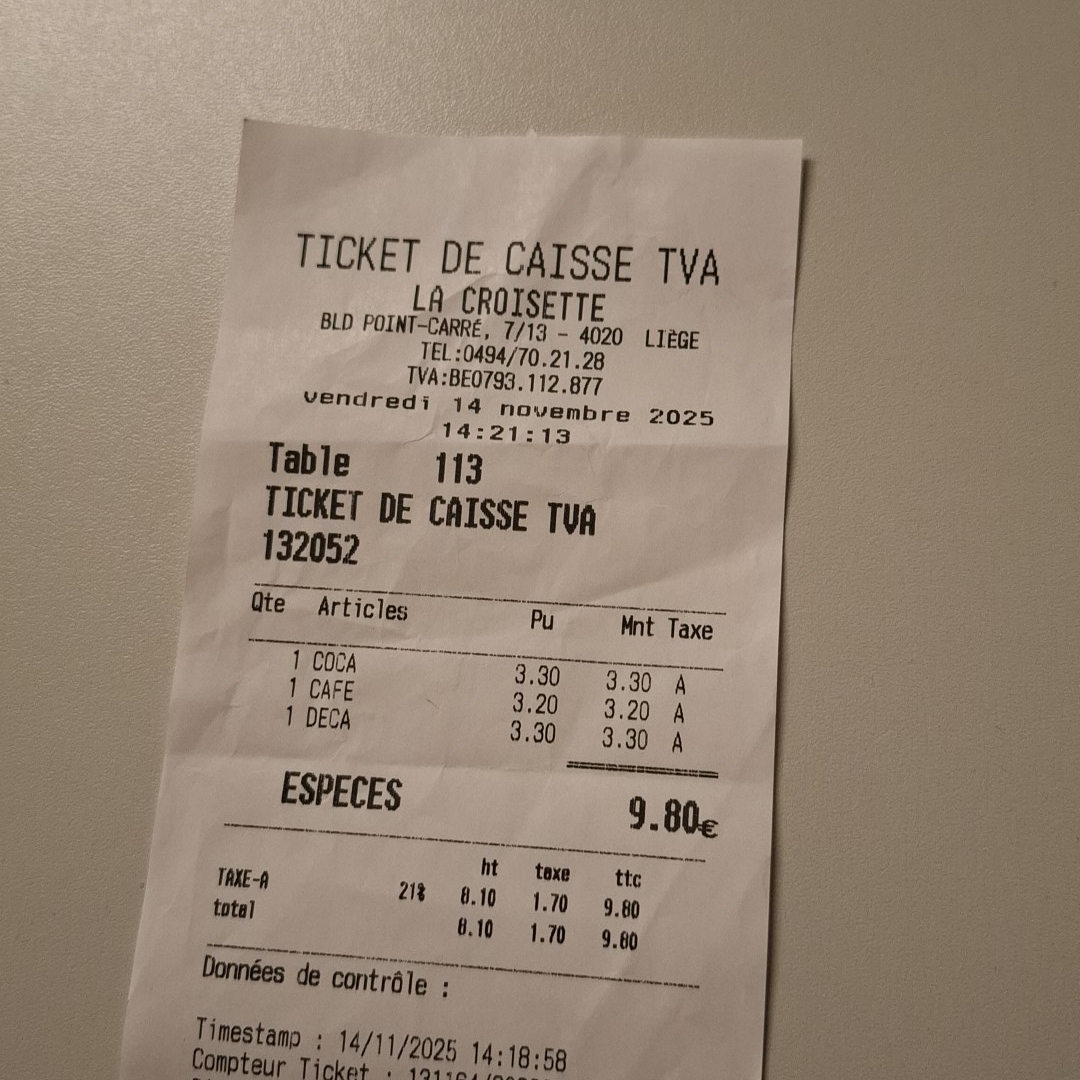 TICKET DE CAISSE TVA
LA CROISETTE
BLD POINT-CARRÉ, 7/13 - 4020 LIÈGE
TEL:0494/70.21.28
TVA:BE0793.112.877
vendredi 14 novembre 2025
14:21:13
Table 113
TICKET DE CAISSE TVA
132052
Qte Articles Pu Mnt Taxe
1 COCA 3.30 3.30 A
1 CAFE 3.20 3.20 A
1 DECA 3.30 3.30 A
ESPECES 9.80€
ht taxe ttc
TAXE-A 21% 8.10 1.70 9.80
total 8.10 1.70 9.80
Données de contrôle :
Timestamp : 14/11/2025 14:18:58
Compteur Ticket :